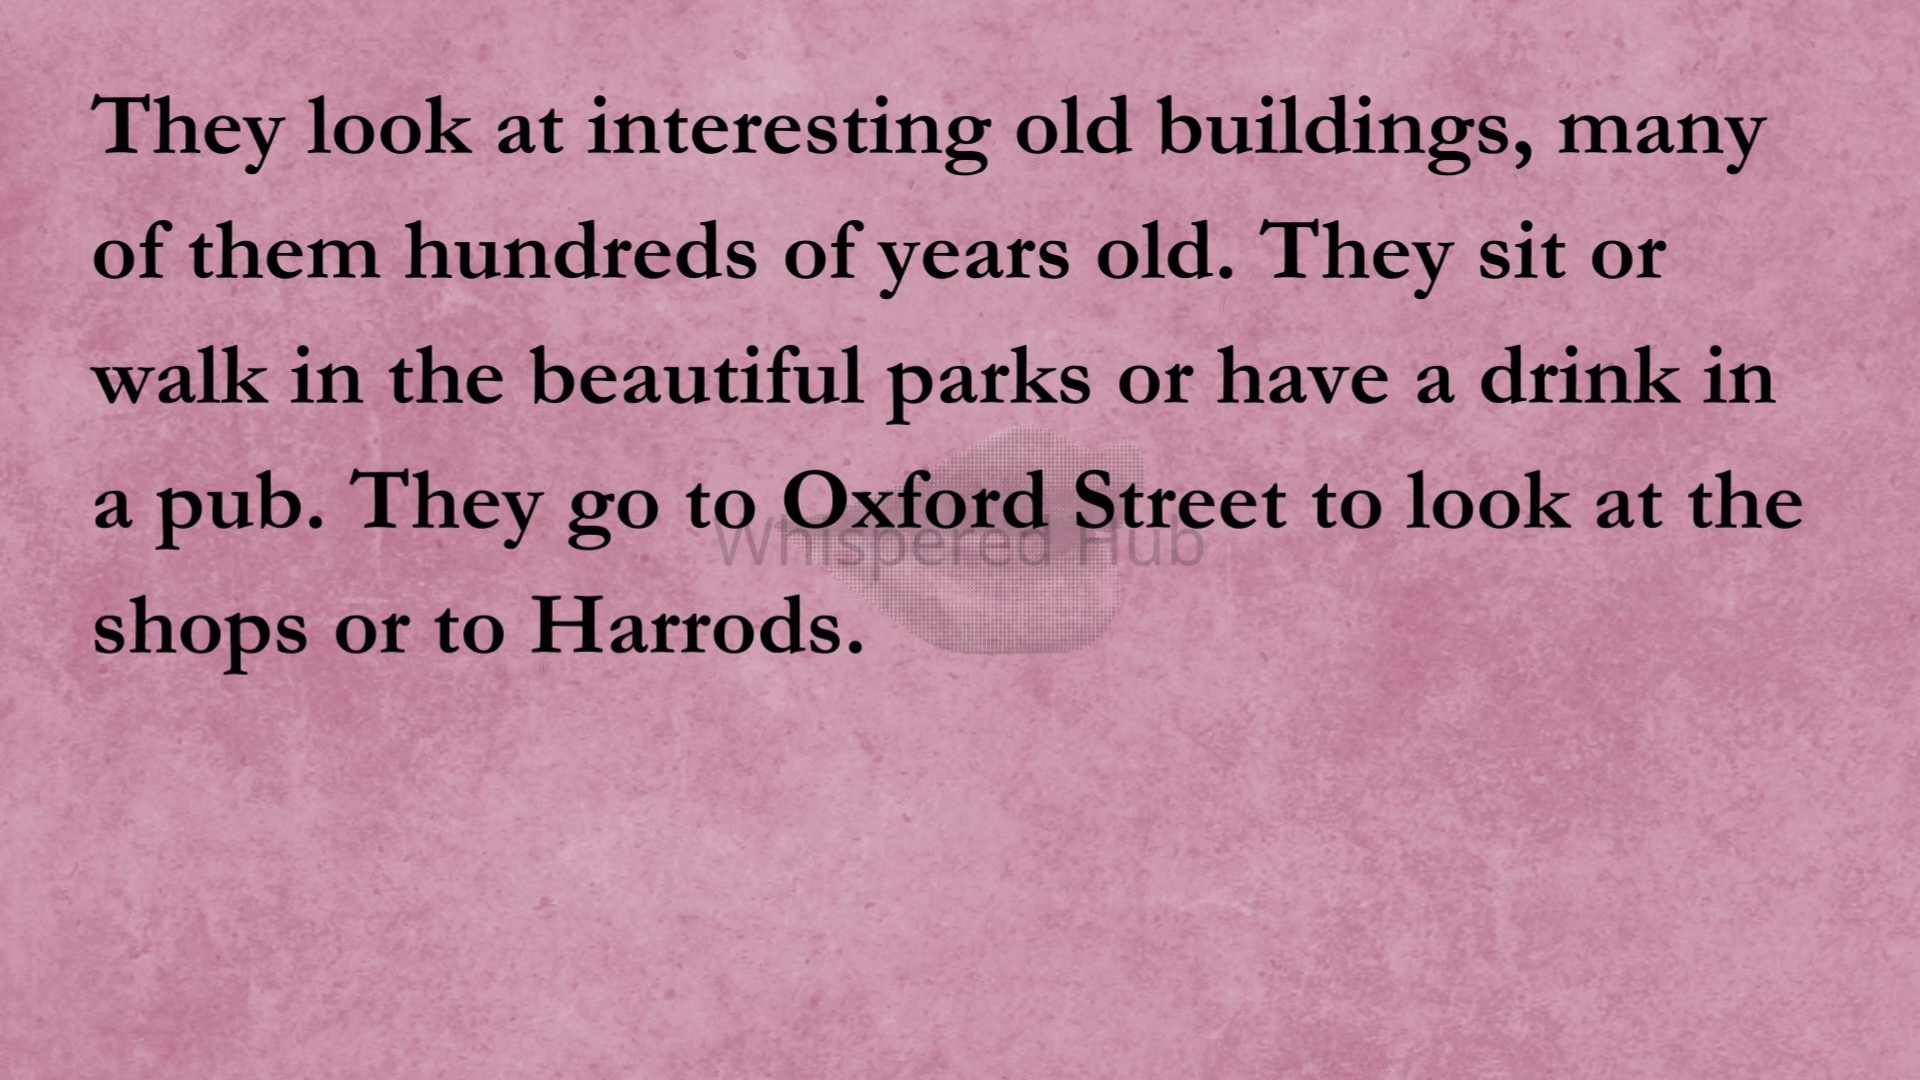 They look at interesting old buildings, many
of them hundreds of years old. They sit or
walk in the beautiful parks or have a drink in
a pub. They go to Oxford Street to look at the
Whispered Hub
shops or to Harrods.